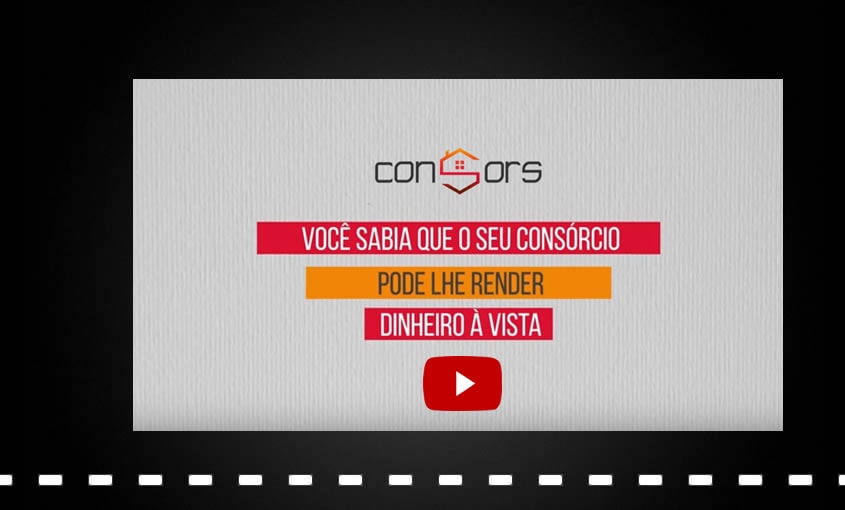 conSors
VOCÊ SABIA QUE O SEU CONSÓRCIO
PODE LHE RENDER
DINHEIRO À VISTA